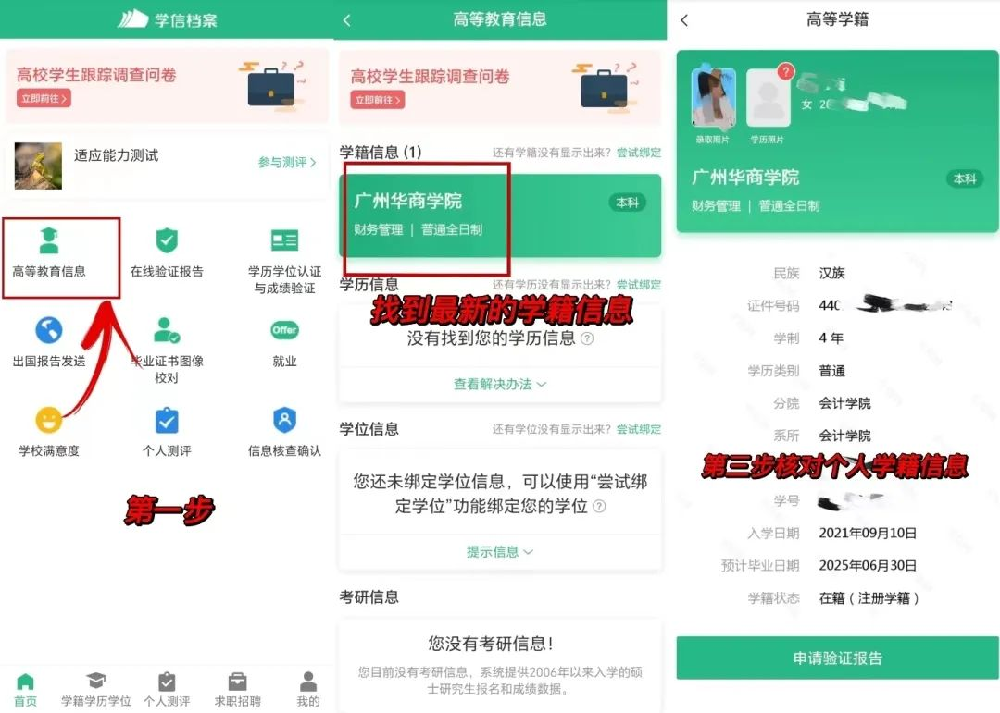 学信档案
高校学生跟踪调查问卷
立即前往
适应能力测试
参与测评
高等教育信息
在线验证报告
学历学位认证
与成绩验证
出国报告发送
毕业证书图像
校对
Offer
就业
学校满意度
个人测评
信息核查确认
第一步
首页
学籍学历学位
个人测评
求职招聘
我的
高等教育信息
高校学生跟踪调查问卷
立即前往
学籍信息 (1)
还有学籍没有显示出来？ 尝试绑定
广州华商学院
本科
财务管理 | 普通全日制
学历信息
还有学历没有显示出来？ 尝试绑定
找到最新的学籍信息
没有找到您的学历信息 ?
查看解决办法
学位信息
还有学位没有显示出来？ 尝试绑定
您还未绑定学位信息，可以使用“尝试绑
定学位”功能绑定您的学位 ?
提示信息
考研信息
您没有考研信息！
您目前没有考研信息，系统提供2006年以来入学的硕
士研究生报名和成绩数据。
高等学籍
?
女 2
录取照片
学历照片
广州华商学院
本科
财务管理 | 普通全日制
民族 汉族
证件号码 440
学制 4 年
学历类别 普通
分院 会计学院
系所 会计学院
第三步核对个人学籍信息
学号
入学日期 2021年09月10日
预计毕业日期 2025年06月30日
学籍状态 在籍（注册学籍）
申请验证报告